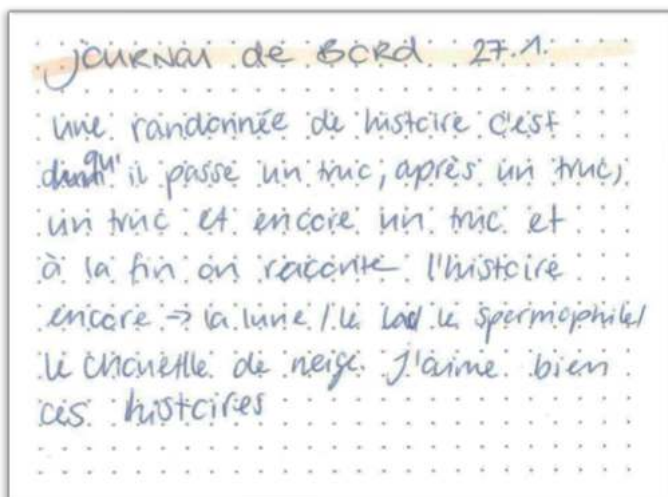 journal de BORd 27.1.
une randonnée de histoire c'est
qu' il passe un truc, après un truc,
un truc et encore un truc et
à la fin on raconte l'histoire
encore → la lune / le le spermophile/
le chouette de neige. J'aime bien
ces histoires